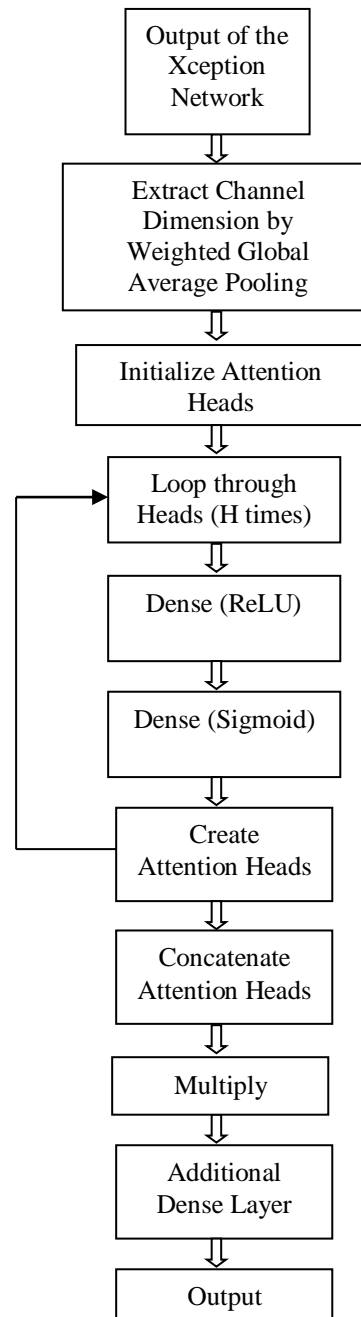 Output of the
Xception
Network
Extract Channel
Dimension by
Weighted Global
Average Pooling
Initialize Attention
Heads
Loop through
Heads (H times)
Dense (ReLU)
Dense (Sigmoid)
Create
Attention Heads
Concatenate
Attention Heads
Multiply
Additional
Dense Layer
Output